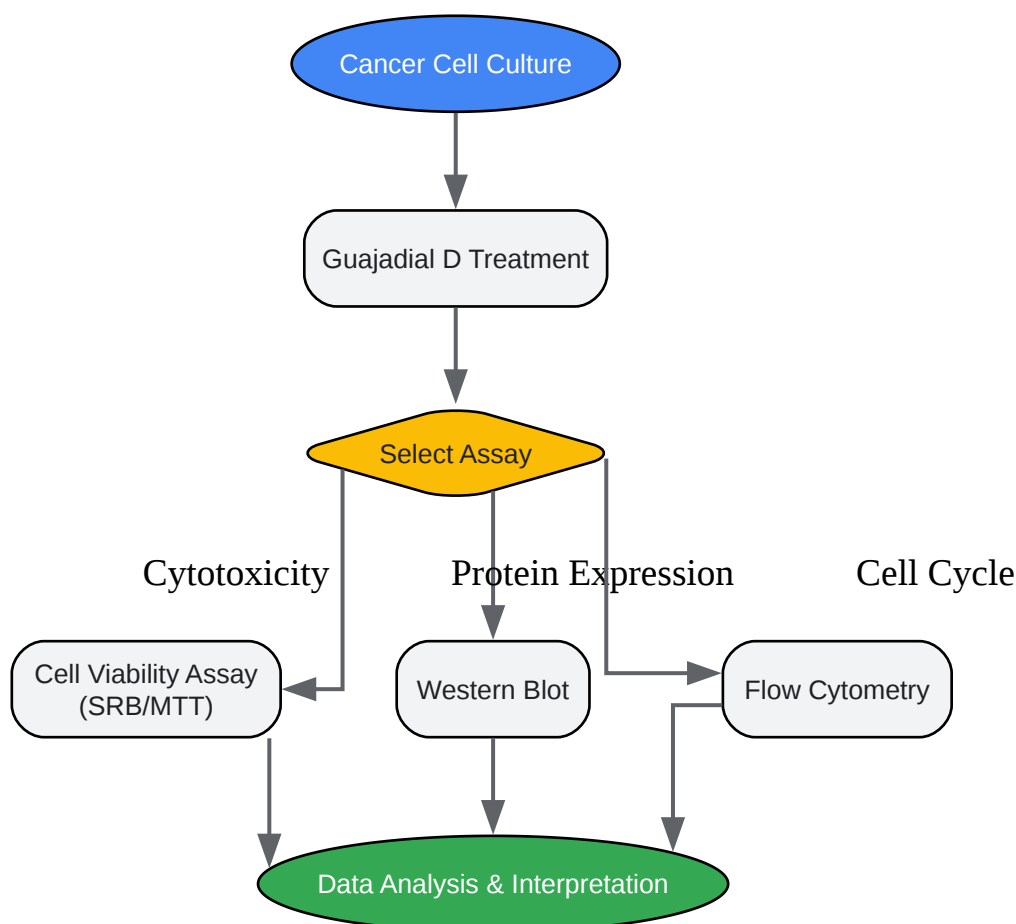 Cancer Cell Culture
Guajadial D Treatment
Select Assay
Cytotoxicity
Protein Expression
Cell Cycle
Cell Viability Assay
(SRB/MTT)
Western Blot
Flow Cytometry
Data Analysis & Interpretation